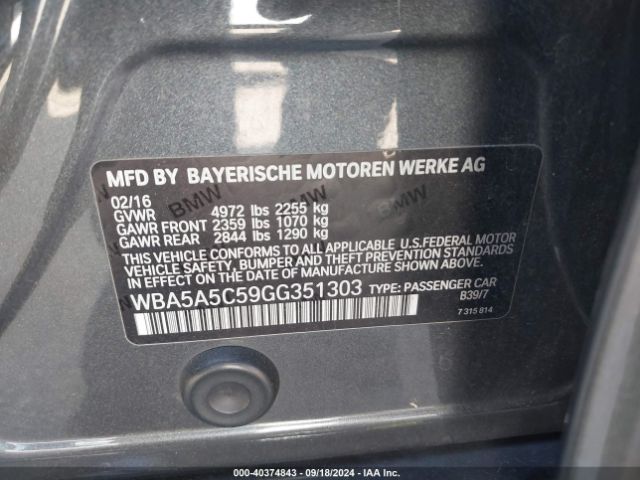 MFD BY BAYERISCHE MOTOREN WERKE AG
02/16
GVWR 4972 lbs 2255 kg
GAWR FRONT 2359 lbs 1070 kg
GAWR REAR 2844 lbs 1290 kg
THIS VEHICLE CONFORMS TO ALL APPLICABLE U.S.FEDERAL MOTOR
VEHICLE SAFETY, BUMPER AND THEFT PREVENTION STANDARDS
IN EFFECT ON THE DATE OF MANUFACTURE SHOWN ABOVE.
WBA5A5C59GG351303 TYPE: PASSENGER CAR
B39/7
7 315 814
BMW BMW BMW
000-40374843 - 09/18/2024 - IAA Inc.